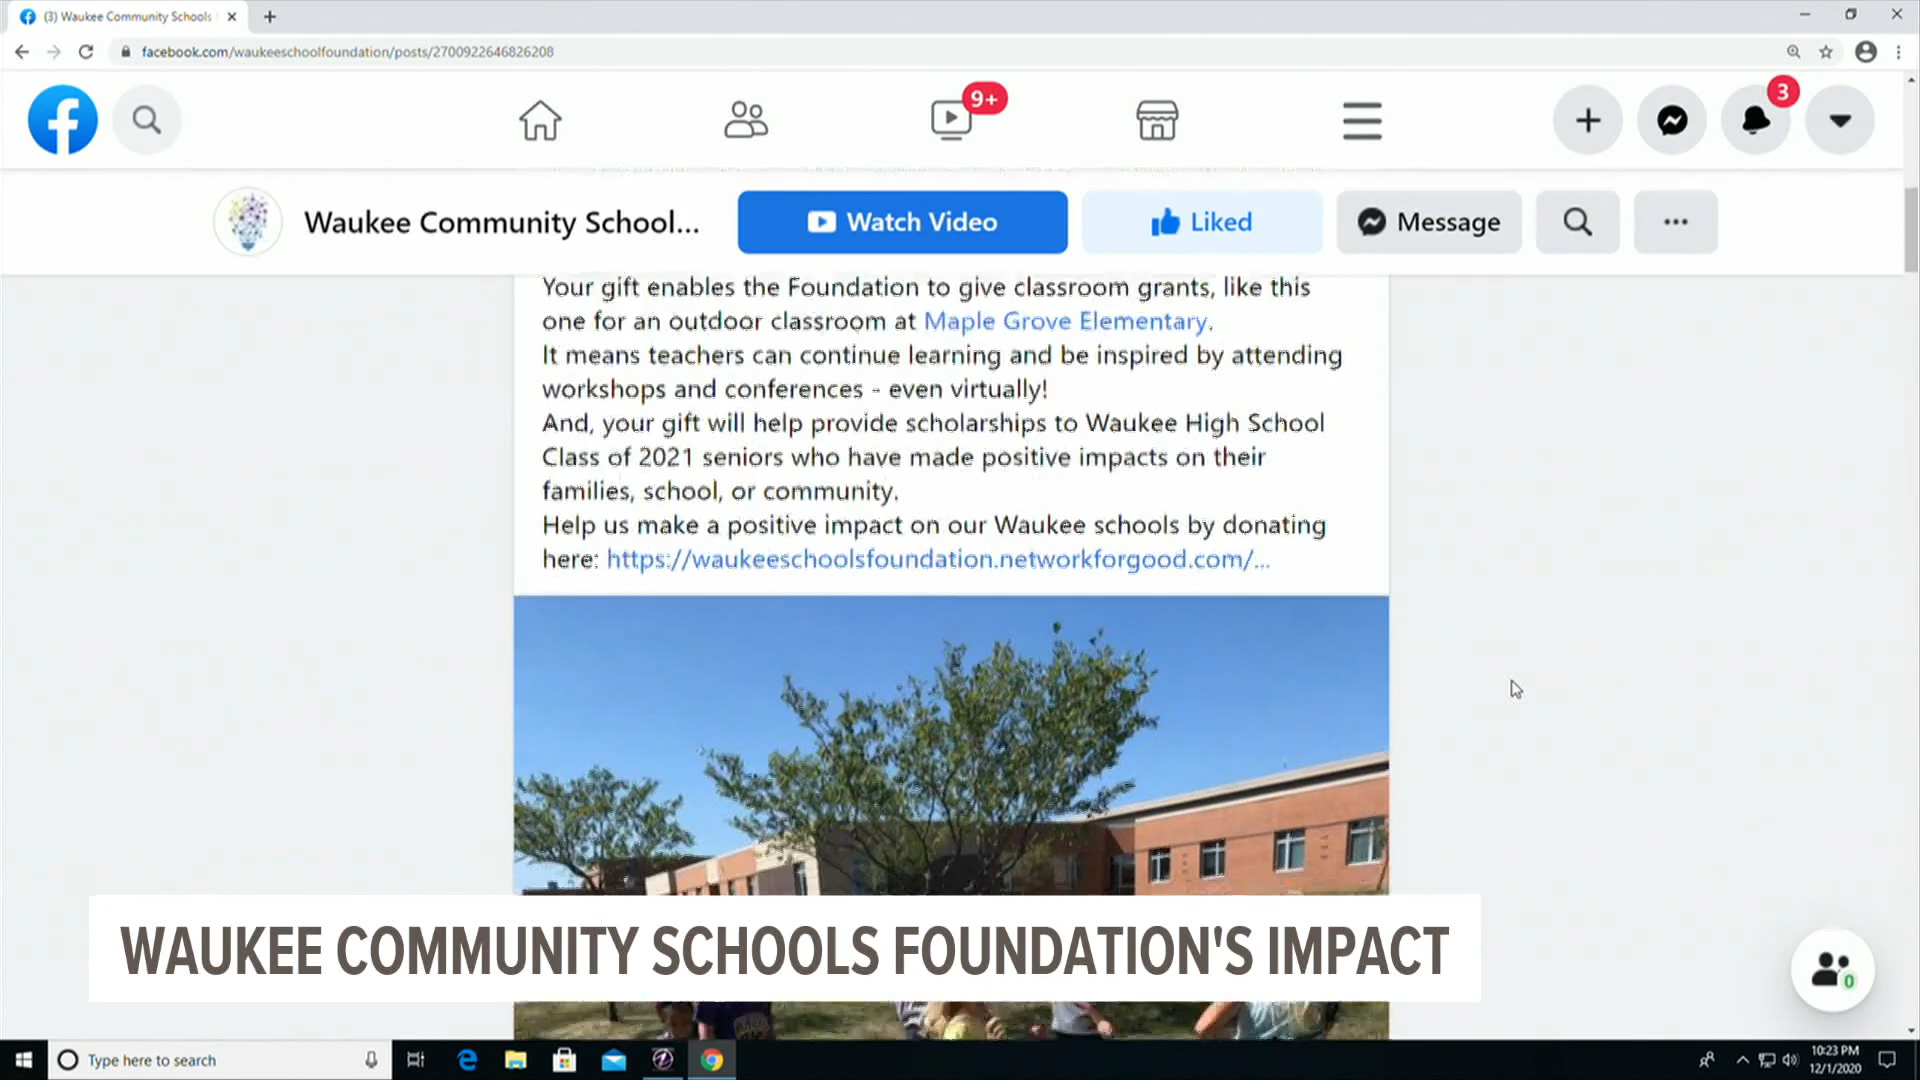 (3) Waukee Community Schools
facebook.com/waukeeschoolfoundation/posts/2700922646826208
9+
3
Waukee Community School...
Watch Video
Liked
Message
Your gift enables the Foundation to give classroom grants, like this
one for an outdoor classroom at Maple Grove Elementary.
It means teachers can continue learning and be inspired by attending
workshops and conferences - even virtually!
And, your gift will help provide scholarships to Waukee High School
Class of 2021 seniors who have made positive impacts on their
families, school, or community.
Help us make a positive impact on our Waukee schools by donating
here: https://waukeeschoolsfoundation.networkforgood.com/...
WAUKEE COMMUNITY SCHOOLS FOUNDATION'S IMPACT
0
Type here to search
10:23 PM
12/1/2020